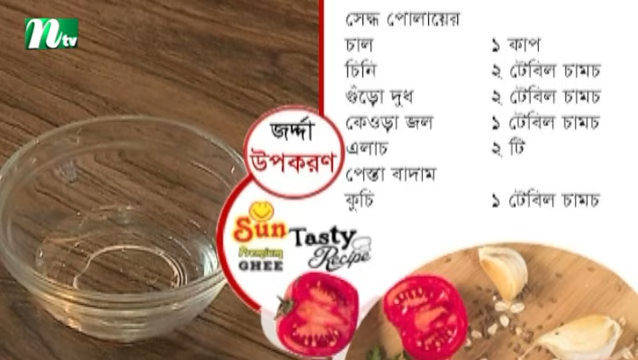 ntv
সেদ্ধ পোলায়ের
চাল ১ কাপ
চিনি ২ টেবিল চামচ
গুঁড়ো দুধ ২ টেবিল চামচ
কেওড়া জল ১ টেবিল চামচ
এলাচ ২ টি
পেস্তা বাদাম
কুচি ১ টেবিল চামচ
জর্দ্দা
উপকরণ
Sun
Premium
GHEE
Tasty
Recipe